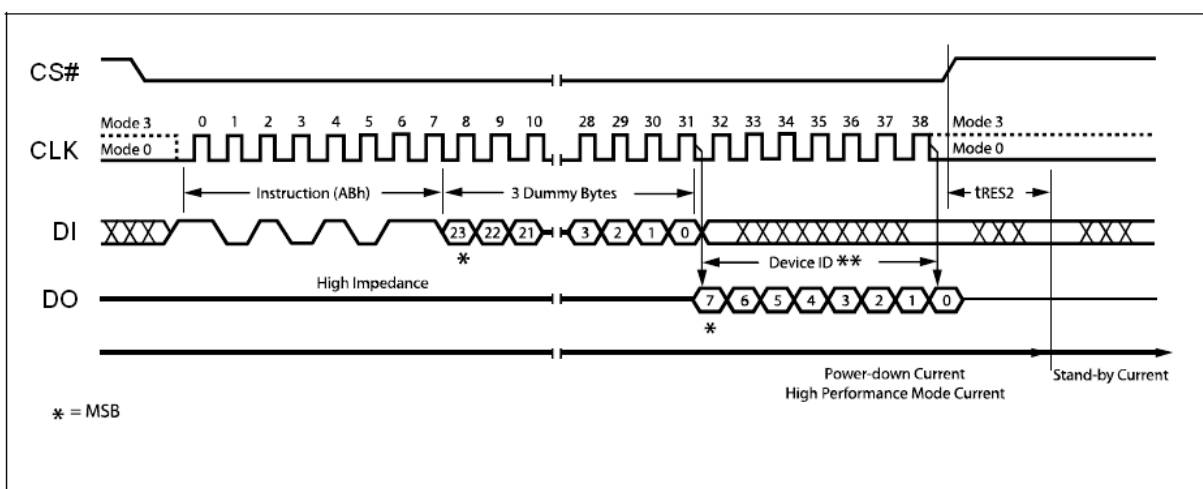 CS#
Mode 3 0 1 2 3 4 5 6 7 8 9 10 28 29 30 31 32 33 34 35 36 37 38 Mode 3
CLK Mode 0 Mode 0
Instruction (ABh) 3 Dummy Bytes tRES2
DI 23 22 21 3 2 1 0
* Device ID **
High Impedance
DO 7 6 5 4 3 2 1 0
*
Power-down Current Stand-by Current
High Performance Mode Current
* = MSB